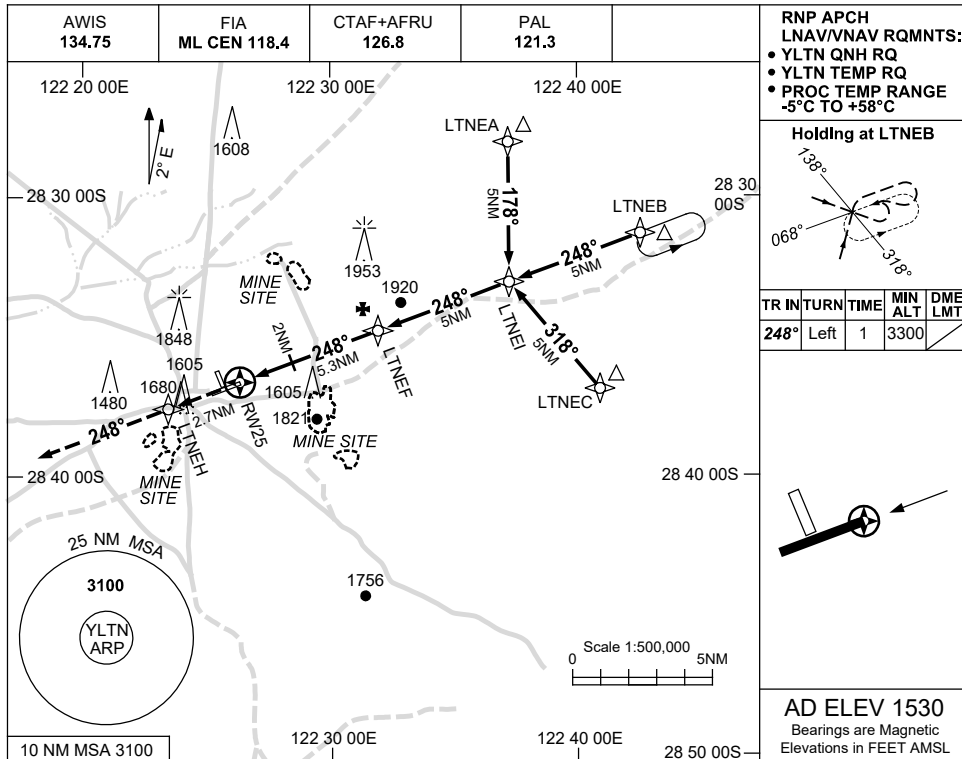 AWIS
134.75
FIA
ML CEN 118.4
CTAF+AFRU
126.8
PAL
121.3
RNP APCH
LNAV/VNAV RQMNTS:
• YLTN QNH RQ
• YLTN TEMP RQ
• PROC TEMP RANGE
-5°C TO +58°C
122 20 00E
122 30 00E
122 40 00E
2° E
1608
LTNEA
28 30 00S
28 30
00S
178°
5NM
LTNEB
248°
5NM
MINE
SITE
1953
1920
248°
5NM
LTNEI
318°
5NM
LTNEC
1848
2NM
248°
5.3NM
LTNEF
1605
1680
1480
1605
1821
2.7NM
RW25
248°
LTNEH
MINE SITE
MINE
SITE
28 40 00S
28 40 00S
25 NM MSA
3100
YLTN
ARP
1756
Scale 1:500,000
0
5NM
10 NM MSA 3100
122 30 00E
122 40 00E
28 50 00S
Holding at LTNEB
138°
068°
318°
TR IN TURN TIME MIN ALT DME LMT
248° Left 1 3300
AD ELEV 1530
Bearings are Magnetic
Elevations in FEET AMSL